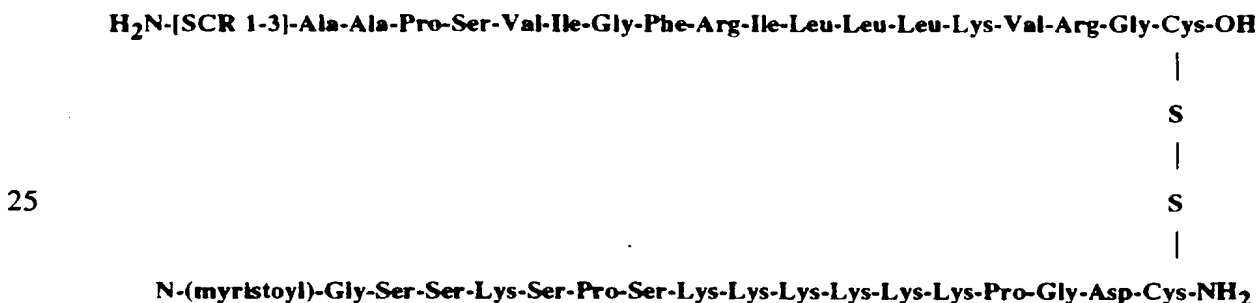 H₂N-[SCR 1-3]-Ala-Ala-Pro-Ser-Val-Ile-Gly-Phe-Arg-Ile-Leu-Leu-Leu-Lys-Val-Arg-Gly-Cys-OH
|
S
|
25 S
|
N-(myristoyl)-Gly-Ser-Ser-Lys-Ser-Pro-Ser-Lys-Lys-Lys-Lys-Lys-Lys-Pro-Gly-Asp-Cys-NH₂